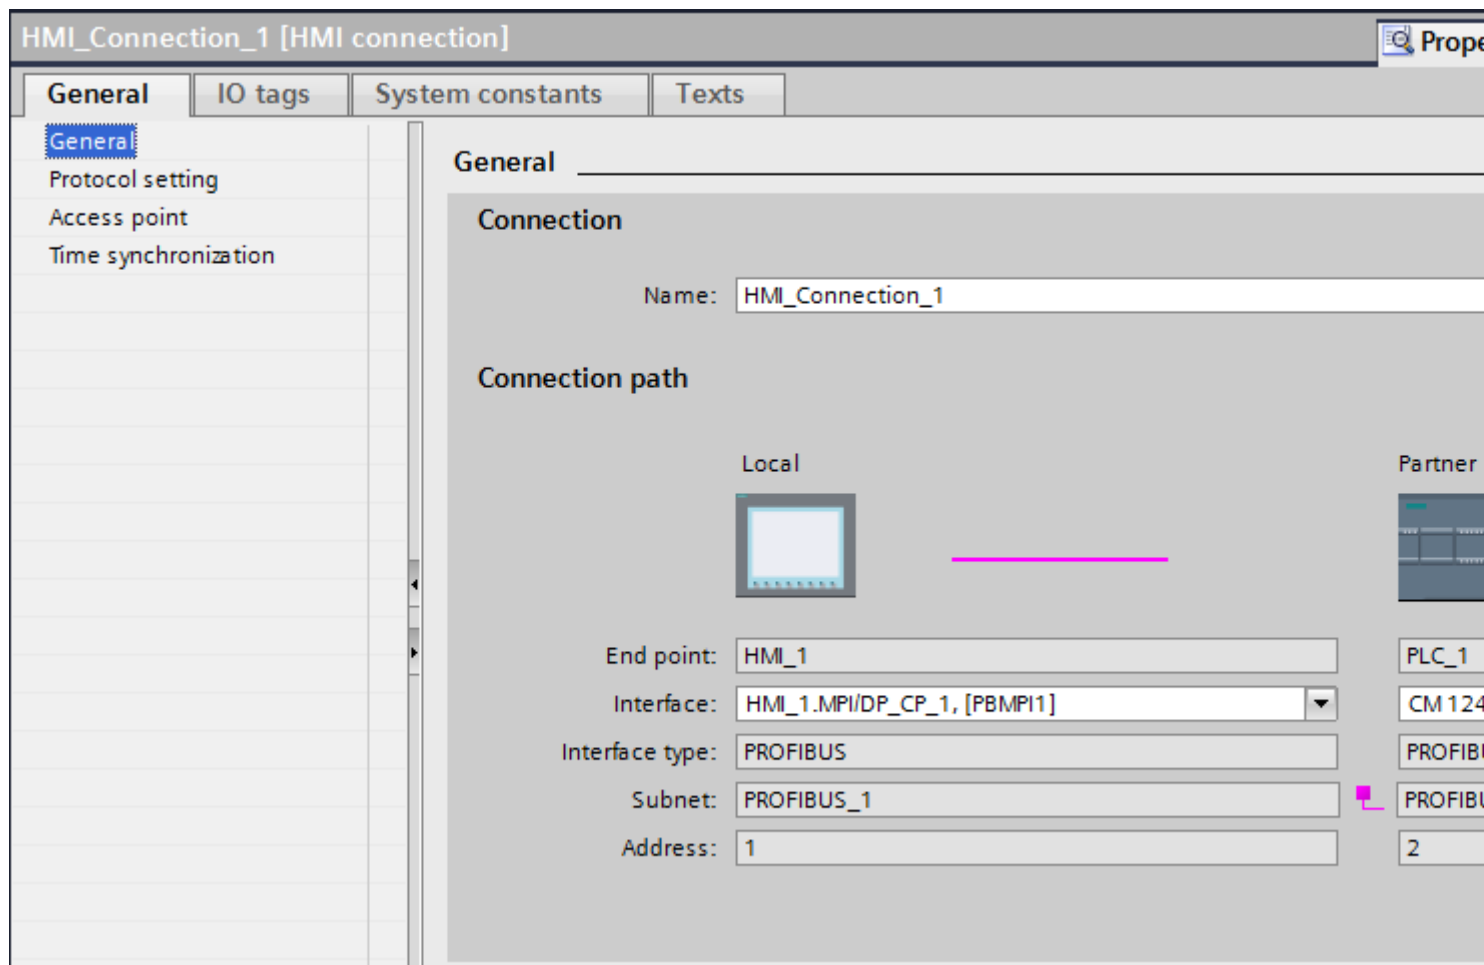 HMI_Connection_1 [HMI connection]
General IO tags System constants Texts
General
Protocol setting
Access point
Time synchronization
General
Connection
Name: HMI_Connection_1
Connection path
Local Partner
End point: HMI_1 PLC_1
Interface: HMI_1.MPI/DP_CP_1, [PBMPI1] CM 124
Interface type: PROFIBUS
Subnet: PROFIBUS_1
Address: 1 2